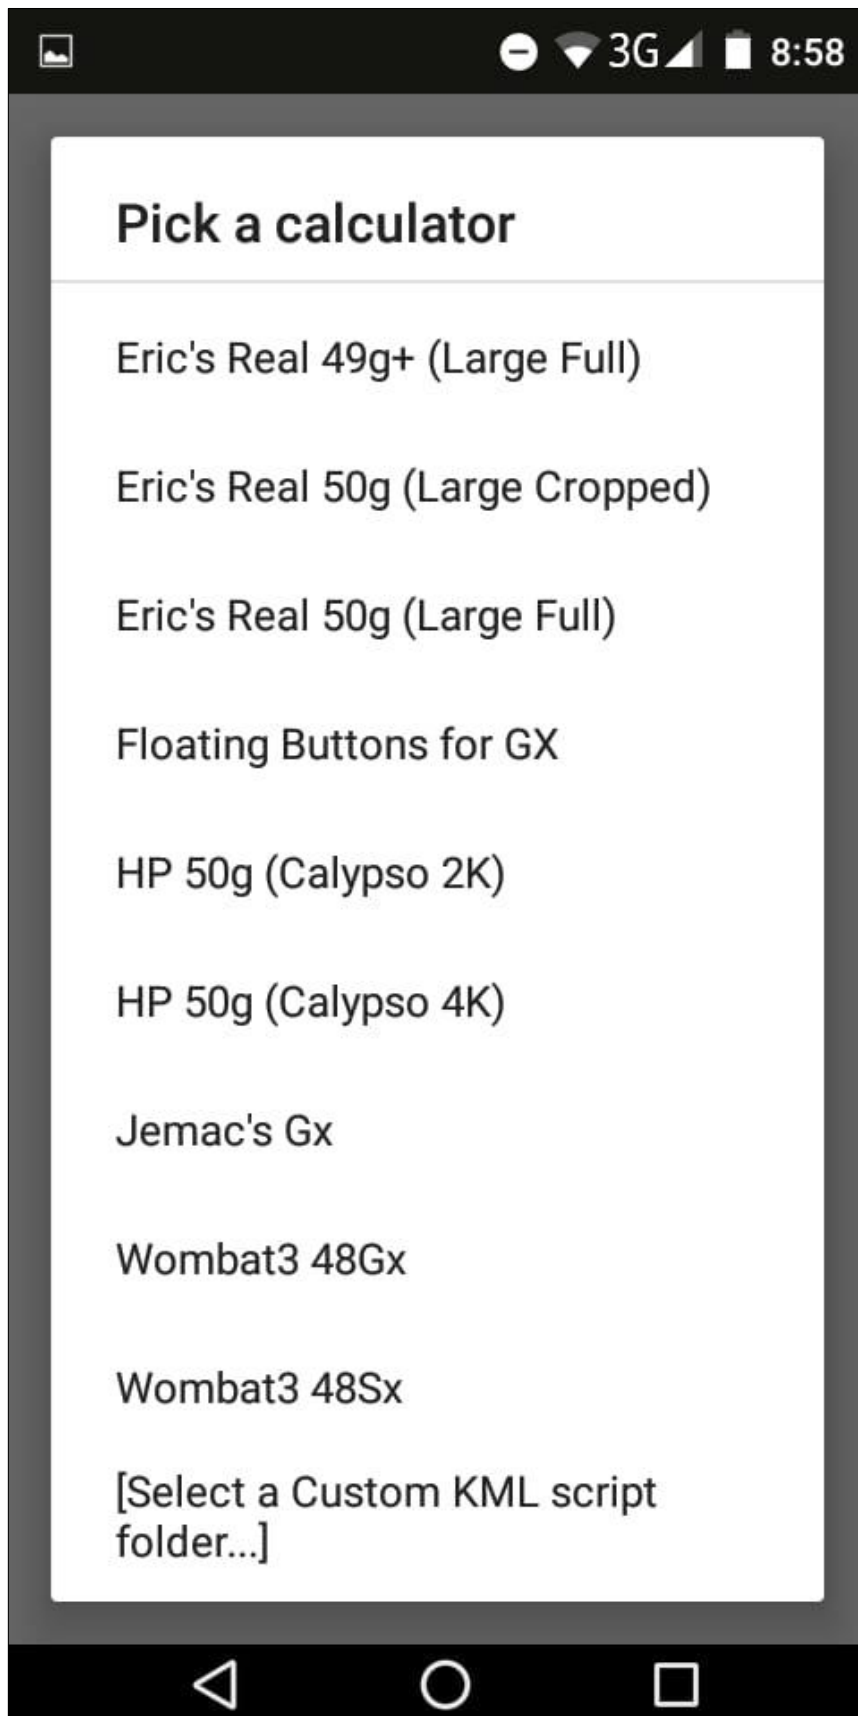 3G 8:58
Pick a calculator
Eric's Real 49g+ (Large Full)
Eric's Real 50g (Large Cropped)
Eric's Real 50g (Large Full)
Floating Buttons for GX
HP 50g (Calypso 2K)
HP 50g (Calypso 4K)
Jemac's Gx
Wombat3 48Gx
Wombat3 48Sx
[Select a Custom KML script
folder...]